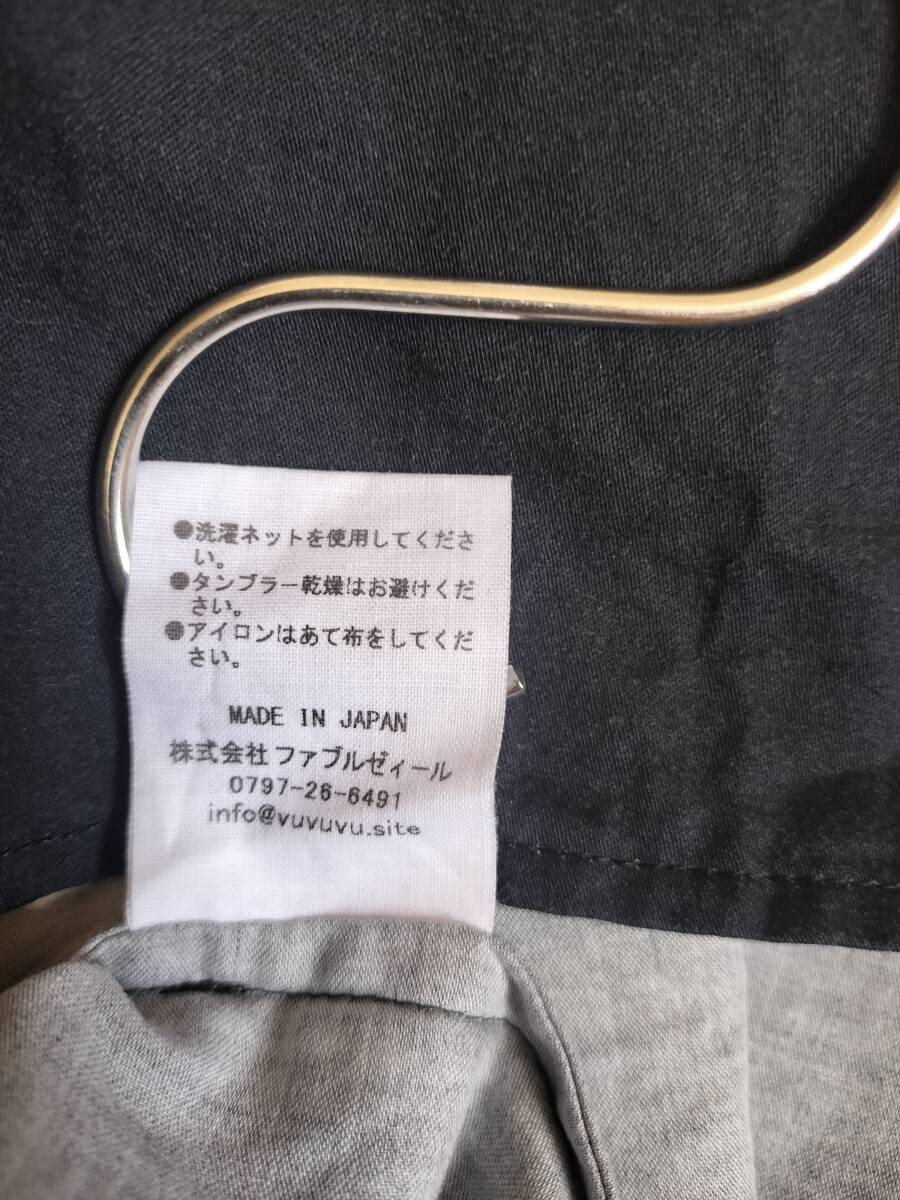 ●洗濯ネットを使用してくださ
い。
●タンブラー乾燥はお避けくだ
さい。
●アイロンはあて布をしてくだ
さい。
MADE IN JAPAN
株式会社 ファブルゼィール
0797-26-6491
info@vuvuvu.site